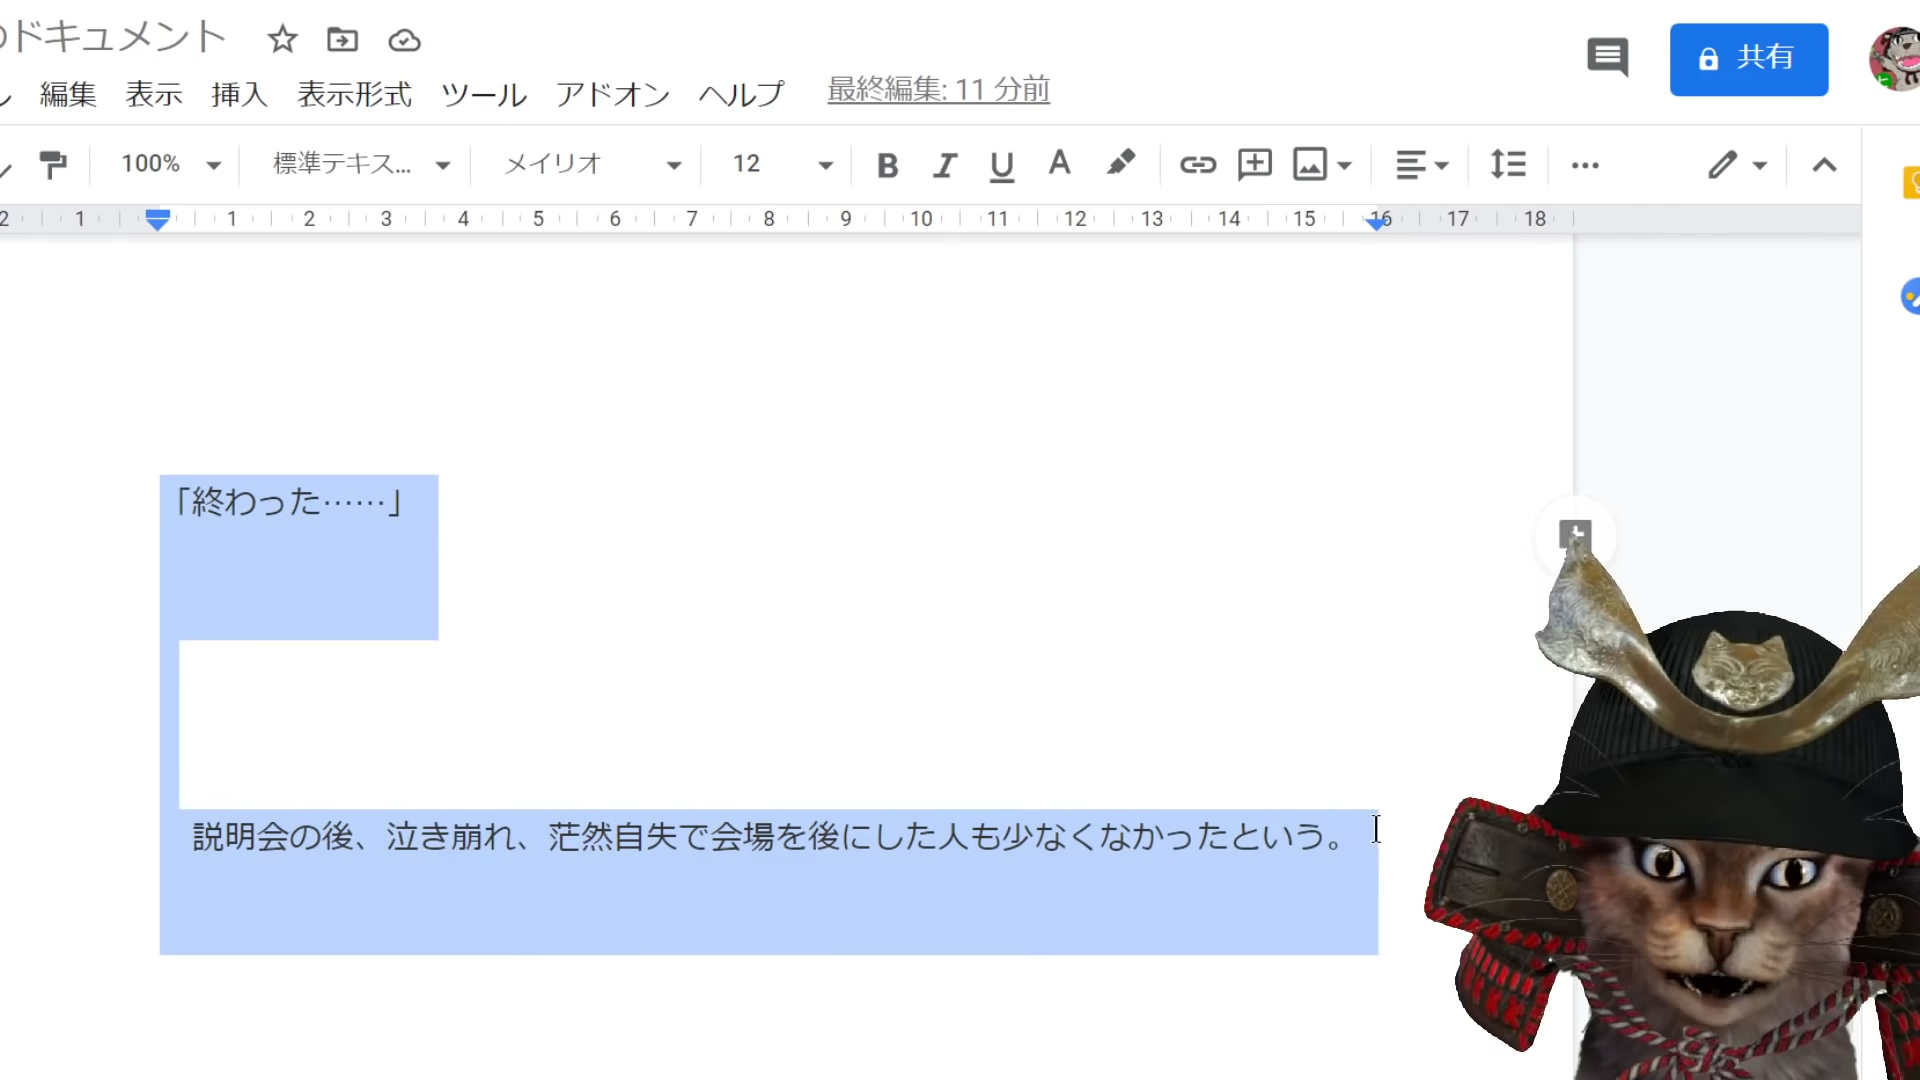 のドキュメント
編集 表示 挿入 表示形式 ツール アドオン ヘルプ 最終編集: 11 分前
共有
100% 標準テキス... メイリオ 12 B I U A
2 1 1 2 3 4 5 6 7 8 9 10 11 12 13 14 15 16 17 18
「終わった……」
説明会の後、泣き崩れ、茫然自失で会場を後にした人も少なくなかったという。